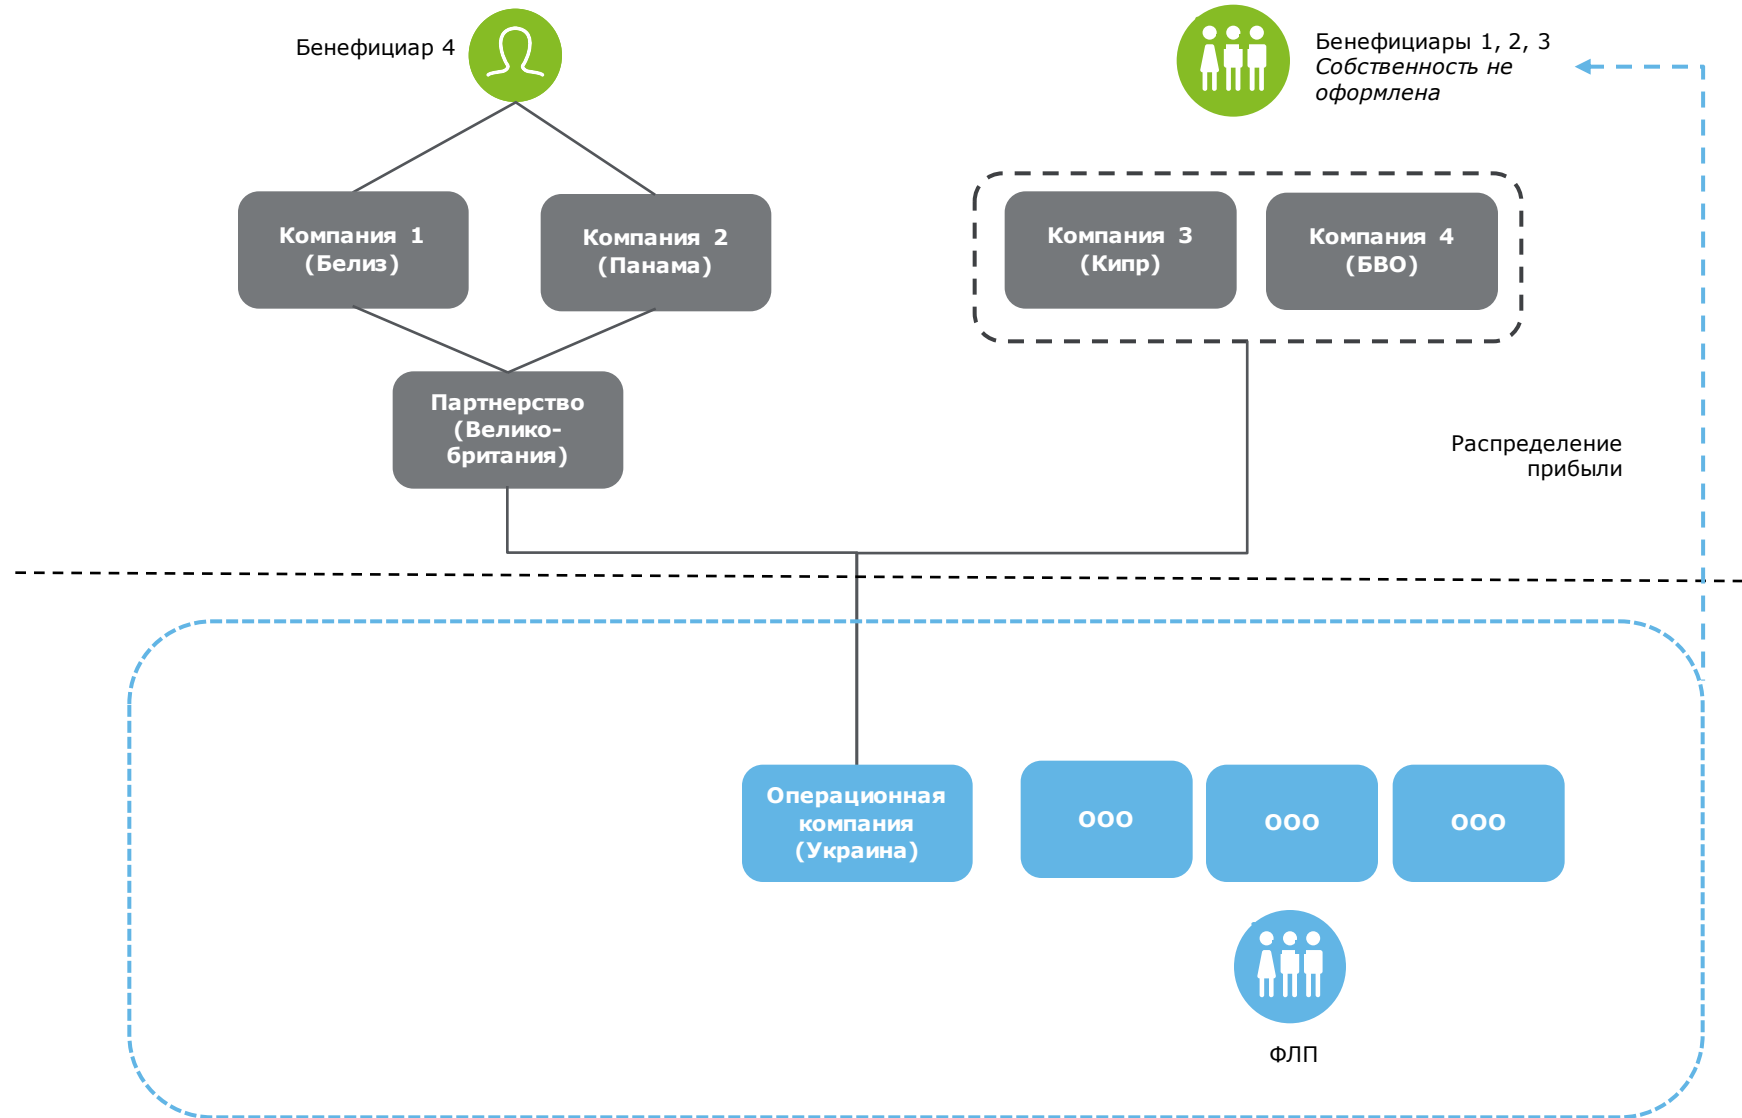 Бенефициар 4
Бенефициары 1, 2, 3
Собственность не
оформлена
Компания 1
(Белиз)
Компания 2
(Панама)
Компания 3
(Кипр)
Компания 4
(БВО)
Партнерство
(Велико-
британия)
Распределение
прибыли
Операционная
компания
(Украина)
ООО
ООО
ООО
ФЛП